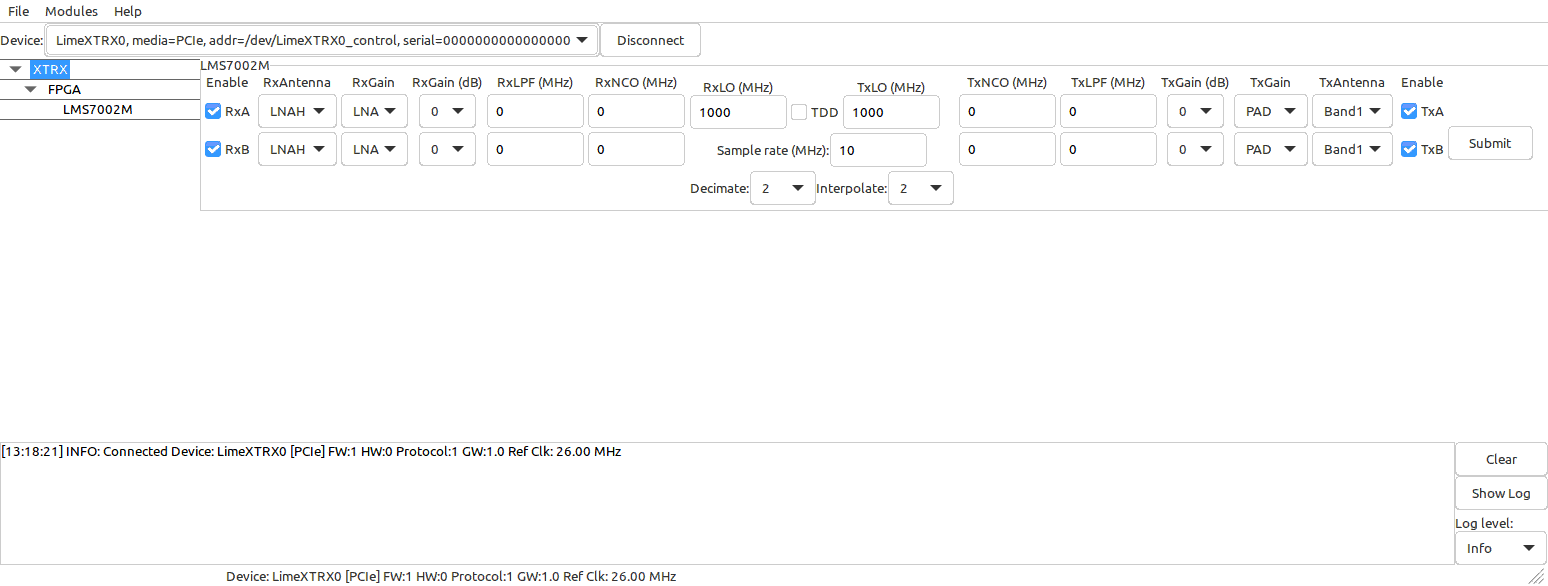 File Modules Help
Device: LimeXTRX0, media=PCIe, addr=/dev/LimeXTRX0_control, serial=0000000000000000 Disconnect
XTRX
FPGA
LMS7002M
LMS7002M
Enable RxAntenna RxGain RxGain (dB) RxLPF (MHz) RxNCO (MHz) RxLO (MHz) TxLO (MHz) TxNCO (MHz) TxLPF (MHz) TxGain (dB) TxGain TxAntenna Enable
RxA LNAH LNA 0 0 0 1000 TDD 1000 0 0 0 PAD Band1 TxA
RxB LNAH LNA 0 0 0 Sample rate (MHz): 10 0 0 0 PAD Band1 TxB Submit
Decimate: 2 Interpolate: 2
[13:18:21] INFO: Connected Device: LimeXTRX0 [PCIe] FW:1 HW:0 Protocol:1 GW:1.0 Ref Clk: 26.00 MHz
Clear
Show Log
Log level:
Info
Device: LimeXTRX0 [PCIe] FW:1 HW:0 Protocol:1 GW:1.0 Ref Clk: 26.00 MHz